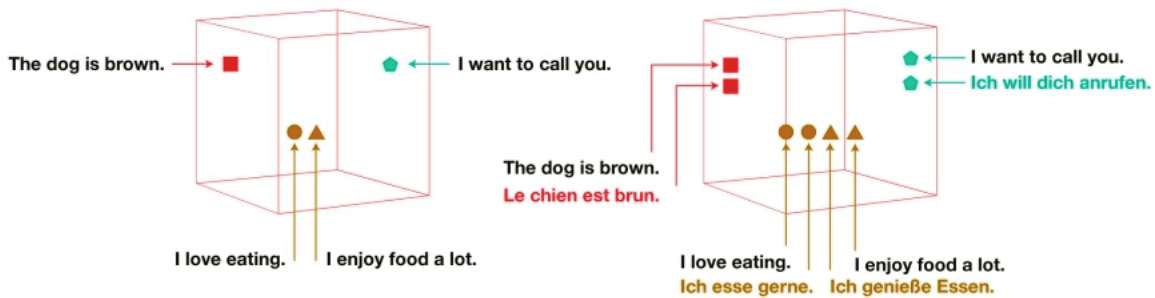 The dog is brown.
I want to call you.
I love eating.
I enjoy food a lot.
I want to call you.
Ich will dich anrufen.
The dog is brown.
Le chien est brun.
I love eating.
I enjoy food a lot.
Ich esse gerne.
Ich genieße Essen.